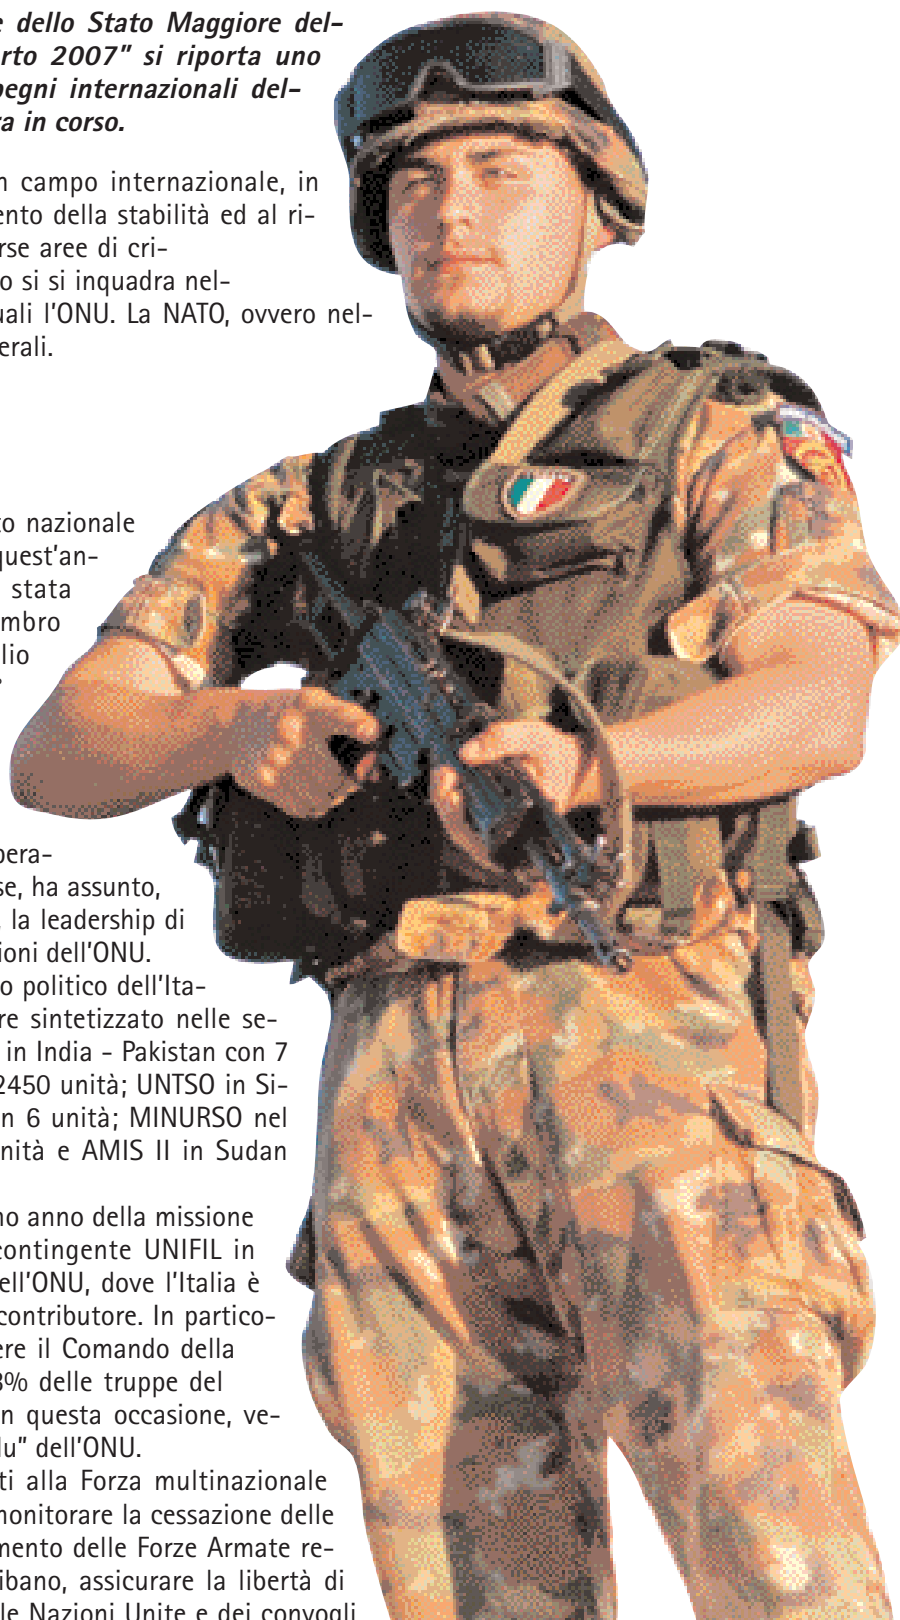 e dello Stato Maggiore del-
rto 2007" si riporta uno
pegni internazionali del-
ra in corso.
n campo internazionale, in
ento della stabilità ed al ri-
rse aree di cri-
o si si inquadra nel-
uali l'ONU. La NATO, ovvero nel-
erali.
to nazionale
quest'an-
stata
mbro
lio
pera-
se, ha assunto,
la leadership di
ioni dell'ONU.
o politico dell'Ita-
re sintetizzato nelle se-
in India - Pakistan con 7
2450 unità; UNTSO in Si-
n 6 unità; MINURSO nel
nità e AMIS II in Sudan
no anno della missione
contingente UNIFIL in
ell'ONU, dove l'Italia è
contributore. In partico-
ere il Comando della
8% delle truppe del
n questa occasione, ve-
lu" dell'ONU.
ti alla Forza multinazionale
monitorare la cessazione delle
mento delle Forze Armate re-
ibano, assicurare la libertà di
le Nazioni Unite e dei convogli